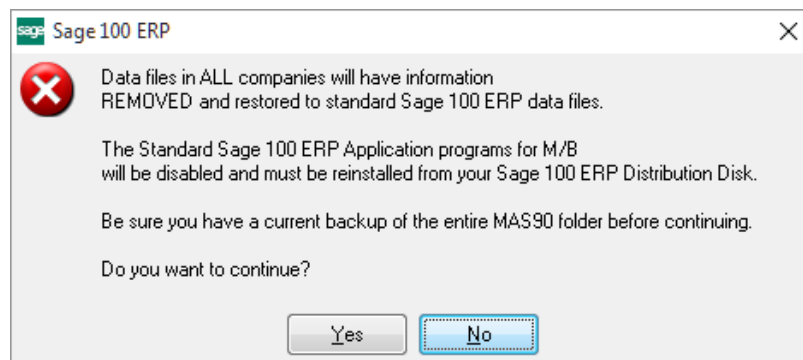 sage Sage 100 ERP
Data files in ALL companies will have information
REMOVED and restored to standard Sage 100 ERP data files.
The Standard Sage 100 ERP Application programs for M/B
will be disabled and must be reinstalled from your Sage 100 ERP Distribution Disk.
Be sure you have a current backup of the entire MAS90 folder before continuing.
Do you want to continue?
Yes No